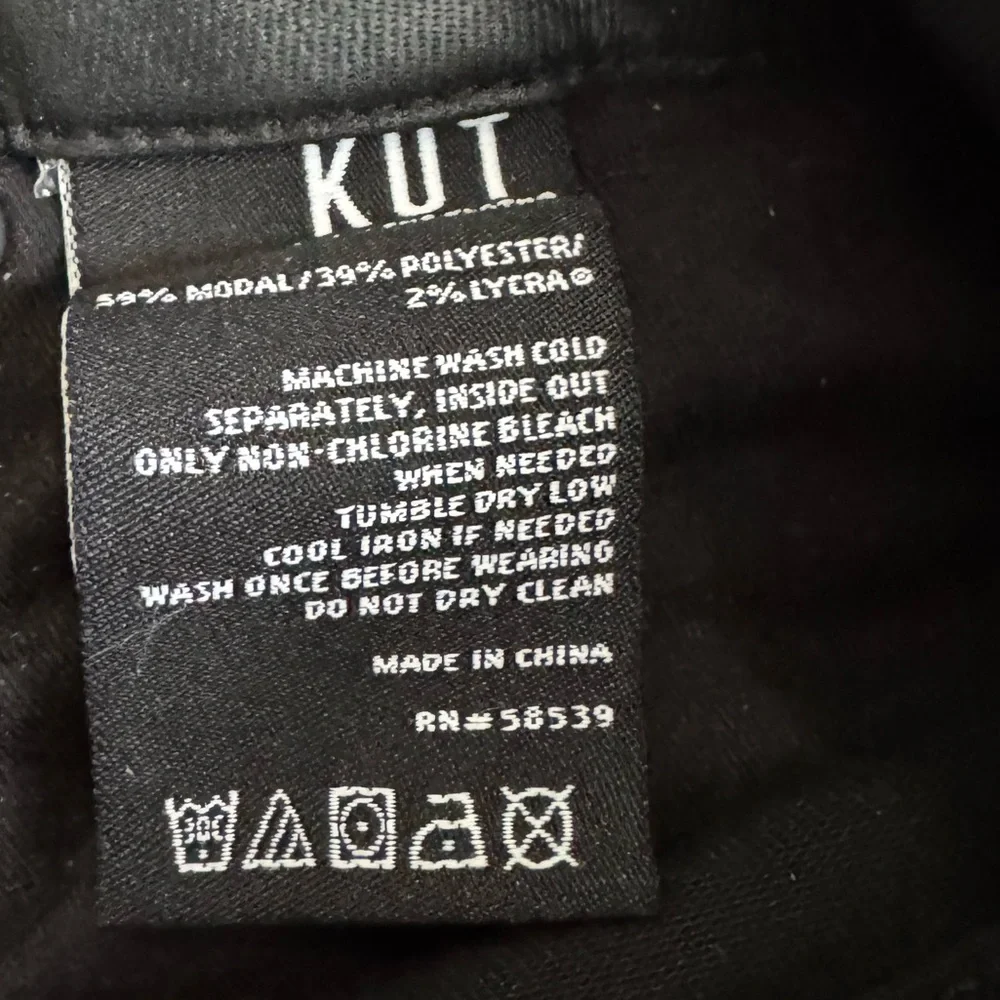 KUT
59% MODAL/39% POLYESTER/
2% LYCRA®
MACHINE WASH COLD
SEPARATELY, INSIDE OUT
ONLY NON-CHLORINE BLEACH
WHEN NEEDED
TUMBLE DRY LOW
COOL IRON IF NEEDED
WASH ONCE BEFORE WEARING
DO NOT DRY CLEAN
MADE IN CHINA
RN#58539
30C